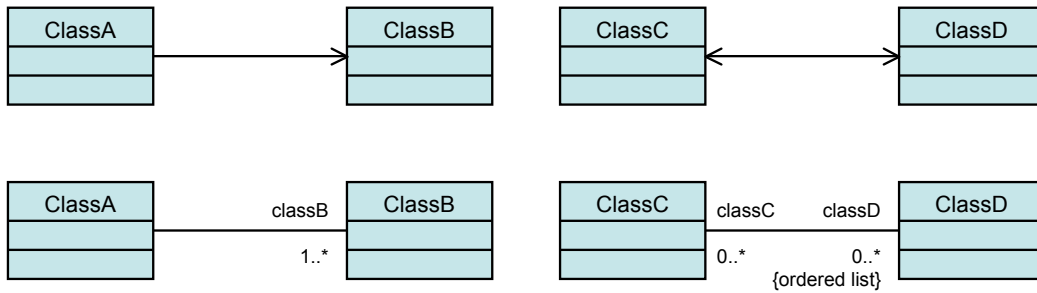 ClassA
ClassB
ClassC
ClassD
ClassA
classB
1..*
ClassB
ClassC
classC
0..*
classD
0..*
{ordered list}
ClassD